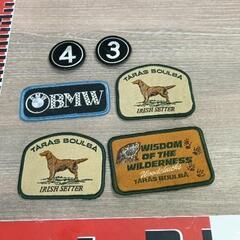 4
3
BMW
TARAS BOULBA
IRISH SETTER
TARAS BOULBA
IRISH SETTER
WISDOM
OF THE
WILDERNESS
TARAS BOULBA